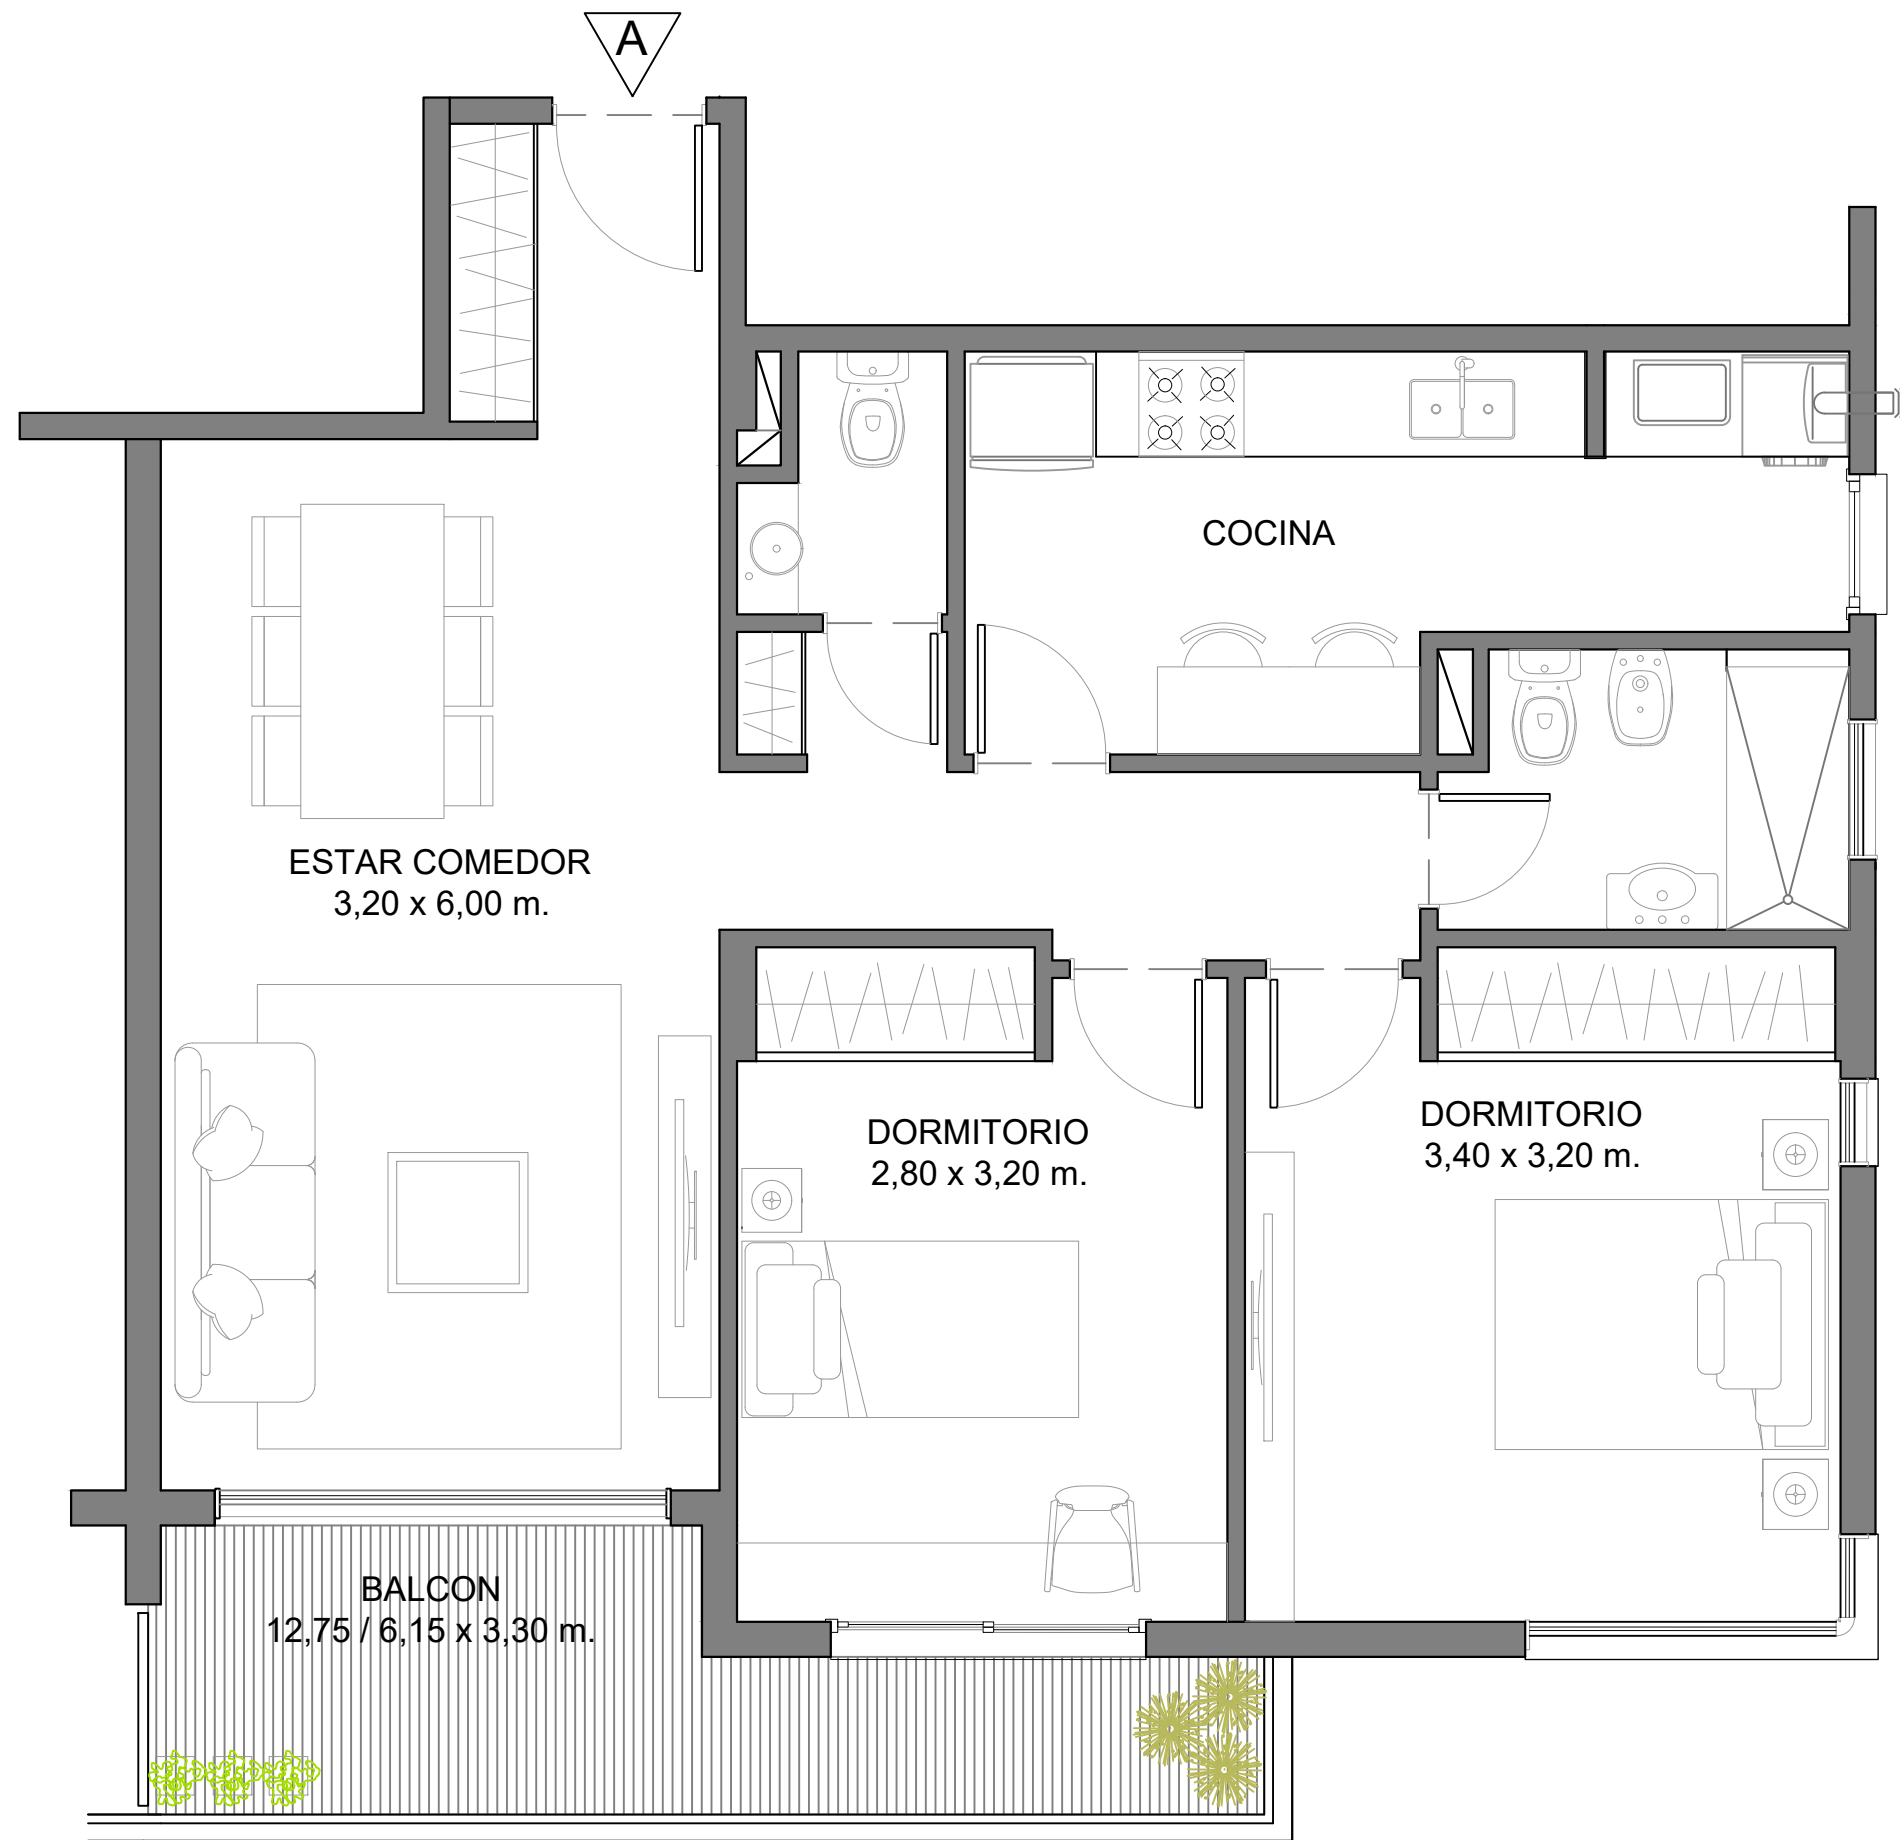 A
COCINA
ESTAR COMEDOR
3,20 x 6,00 m.
DORMITORIO
2,80 x 3,20 m.
DORMITORIO
3,40 x 3,20 m.
BALCON
12,75 / 6,15 x 3,30 m.